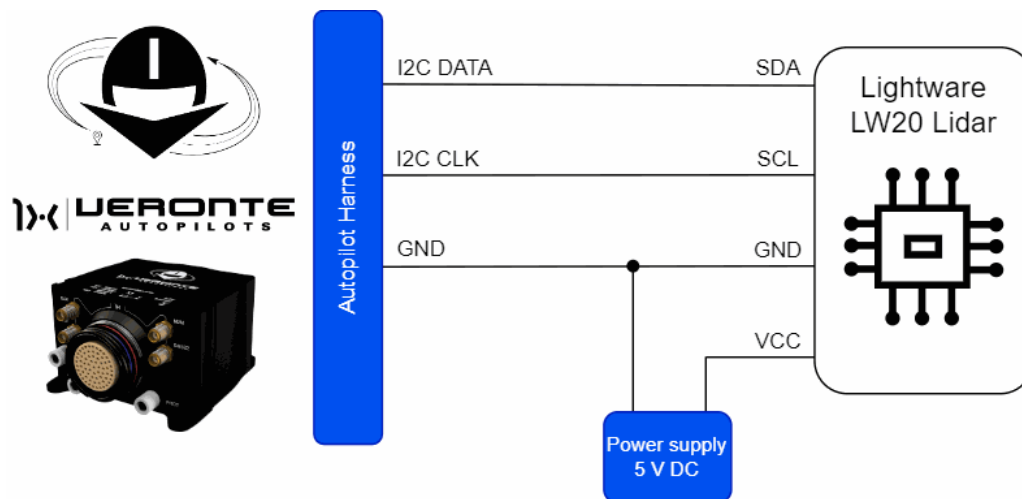 VERONTE
AUTOPILOTS
Autopilot Harness
I2C DATA
SDA
I2C CLK
SCL
GND
GND
VCC
Power supply
5 V DC
Lightware
LW20 Lidar